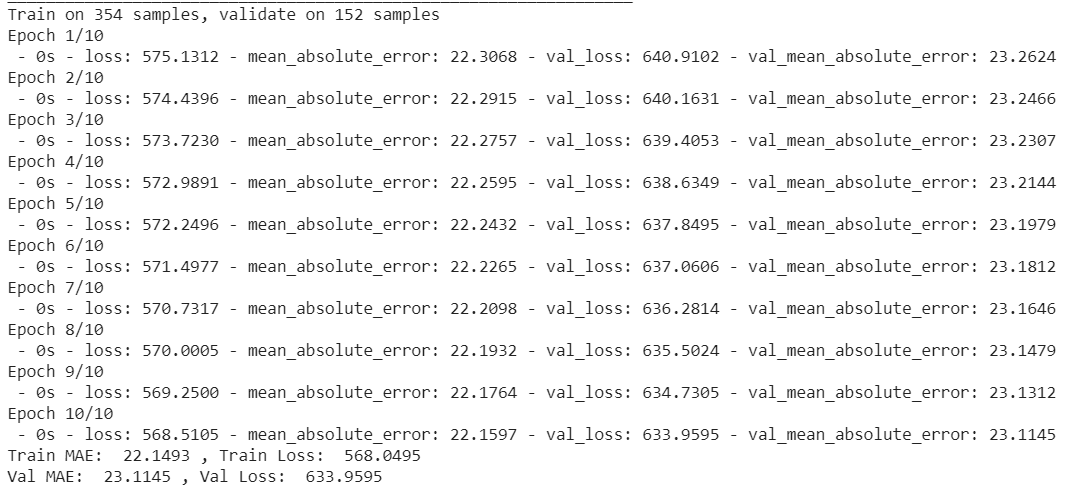 Train on 354 samples, validate on 152 samples
Epoch 1/10
- 0s - loss: 575.1312 - mean_absolute_error: 22.3068 - val_loss: 640.9102 - val_mean_absolute_error: 23.2624
Epoch 2/10
- 0s - loss: 574.4396 - mean_absolute_error: 22.2915 - val_loss: 640.1631 - val_mean_absolute_error: 23.2466
Epoch 3/10
- 0s - loss: 573.7230 - mean_absolute_error: 22.2757 - val_loss: 639.4053 - val_mean_absolute_error: 23.2307
Epoch 4/10
- 0s - loss: 572.9891 - mean_absolute_error: 22.2595 - val_loss: 638.6349 - val_mean_absolute_error: 23.2144
Epoch 5/10
- 0s - loss: 572.2496 - mean_absolute_error: 22.2432 - val_loss: 637.8495 - val_mean_absolute_error: 23.1979
Epoch 6/10
- 0s - loss: 571.4977 - mean_absolute_error: 22.2265 - val_loss: 637.0606 - val_mean_absolute_error: 23.1812
Epoch 7/10
- 0s - loss: 570.7317 - mean_absolute_error: 22.2098 - val_loss: 636.2814 - val_mean_absolute_error: 23.1646
Epoch 8/10
- 0s - loss: 570.0005 - mean_absolute_error: 22.1932 - val_loss: 635.5024 - val_mean_absolute_error: 23.1479
Epoch 9/10
- 0s - loss: 569.2500 - mean_absolute_error: 22.1764 - val_loss: 634.7305 - val_mean_absolute_error: 23.1312
Epoch 10/10
- 0s - loss: 568.5105 - mean_absolute_error: 22.1597 - val_loss: 633.9595 - val_mean_absolute_error: 23.1145
Train MAE:  22.1493 , Train Loss:  568.0495
Val MAE:  23.1145 , Val Loss:  633.9595